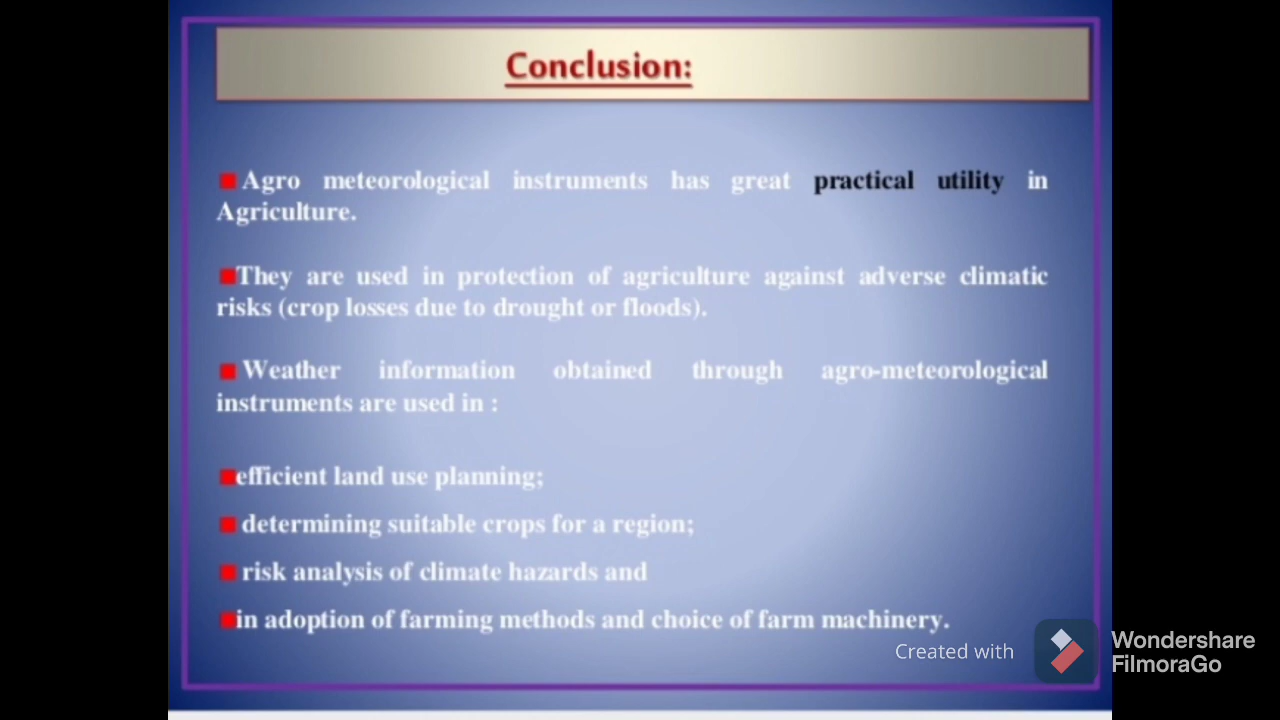 Conclusion:
Agro meteorological instruments has great practical utility in
Agriculture.
They are used in protection of agriculture against adverse climatic
risks (crop losses due to drought or floods).
Weather information obtained through agro-meteorological
instruments are used in :
efficient land use planning;
determining suitable crops for a region;
risk analysis of climate hazards and
in adoption of farming methods and choice of farm machinery.
Created with
Wondershare
FilmoraGo